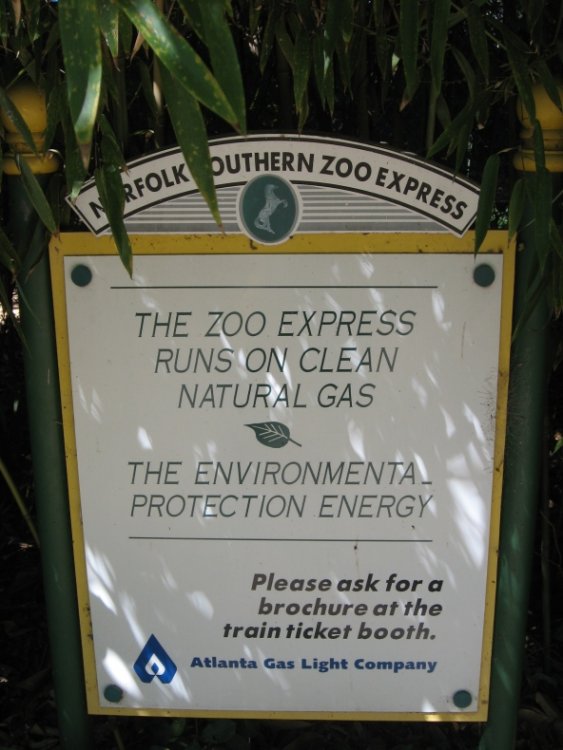 NORFOLK SOUTHERN ZOO EXPRESS
THE ZOO EXPRESS
RUNS ON CLEAN
NATURAL GAS
THE ENVIRONMENTAL
PROTECTION ENERGY
Please ask for a
brochure at the
train ticket booth.
Atlanta Gas Light Company